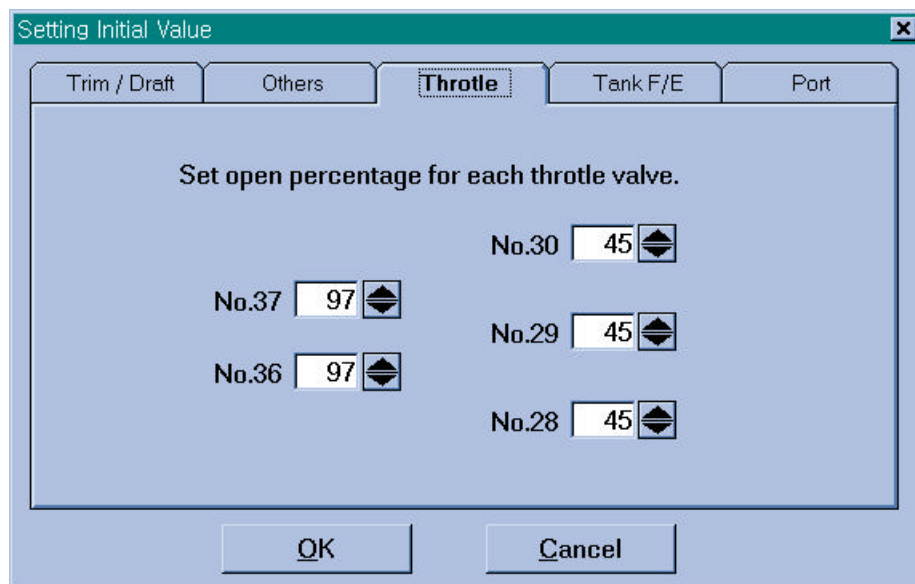 Setting Initial Value
Trim / Draft Others Throtle Tank F/E Port
Set open percentage for each throtle valve.
No.30 45
No.37 97
No.29 45
No.36 97
No.28 45
OK Cancel